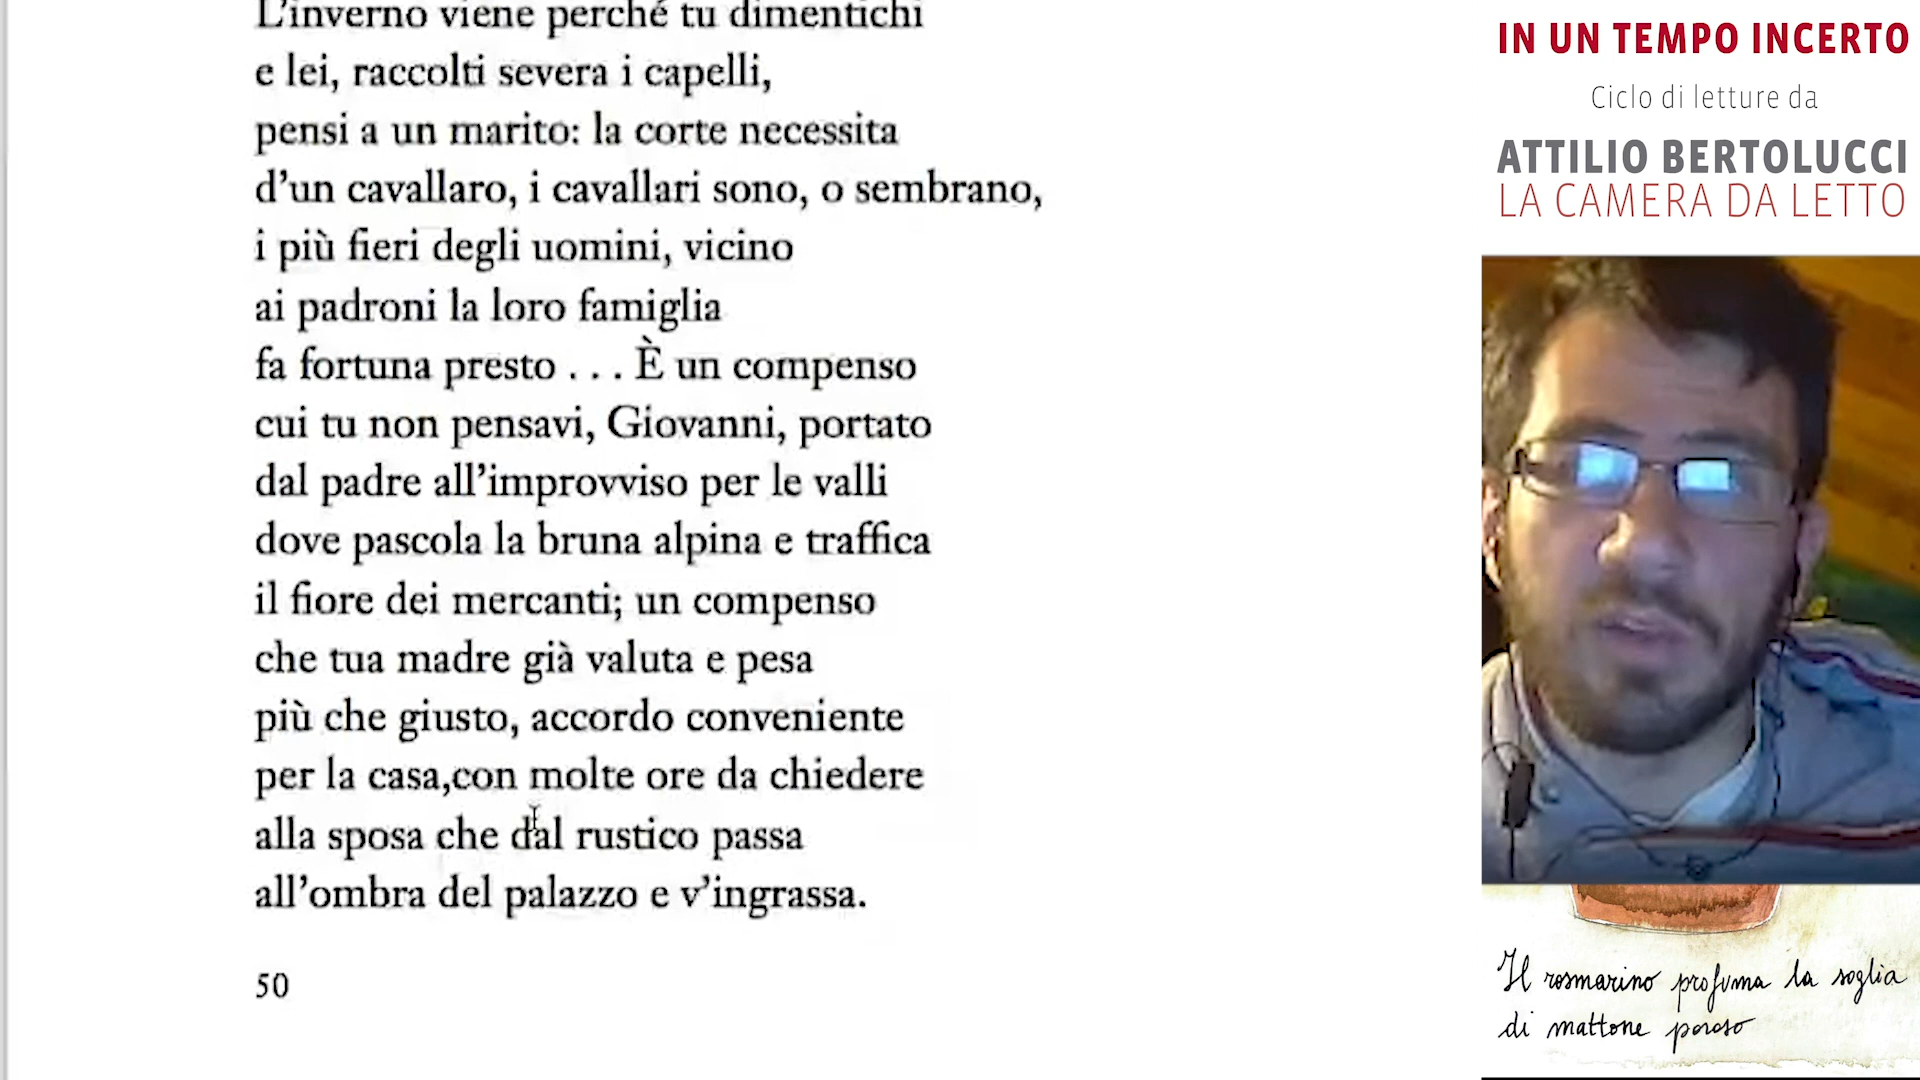 L'inverno viene perché tu dimentichi
e lei, raccolti severa i capelli,
pensi a un marito: la corte necessita
d'un cavallaro, i cavallari sono, o sembrano,
i più fieri degli uomini, vicino
ai padroni la loro famiglia
fa fortuna presto . . . È un compenso
cui tu non pensavi, Giovanni, portato
dal padre all'improvviso per le valli
dove pascola la bruna alpina e traffica
il fiore dei mercanti; un compenso
che tua madre già valuta e pesa
più che giusto, accordo conveniente
per la casa,con molte ore da chiedere
alla sposa che dal rustico passa
all'ombra del palazzo e v'ingrassa.
50
IN UN TEMPO INCERTO
Ciclo di letture da
ATTILIO BERTOLUCCI
LA CAMERA DA LETTO
Il rosmarino profuma la soglia
di mattone poroso